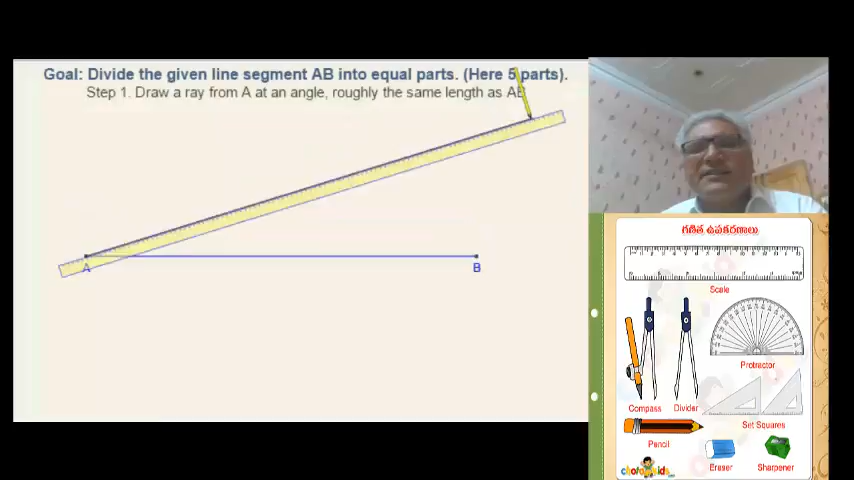 Goal: Divide the given line segment AB into equal parts. (Here 5 parts).
Step 1. Draw a ray from A at an angle, roughly the same length as AB
A
B
గణిత ఉపకరణాలు
Scale
Protractor
Compass
Divider
Set Squares
Pencil
Eraser
Sharpener